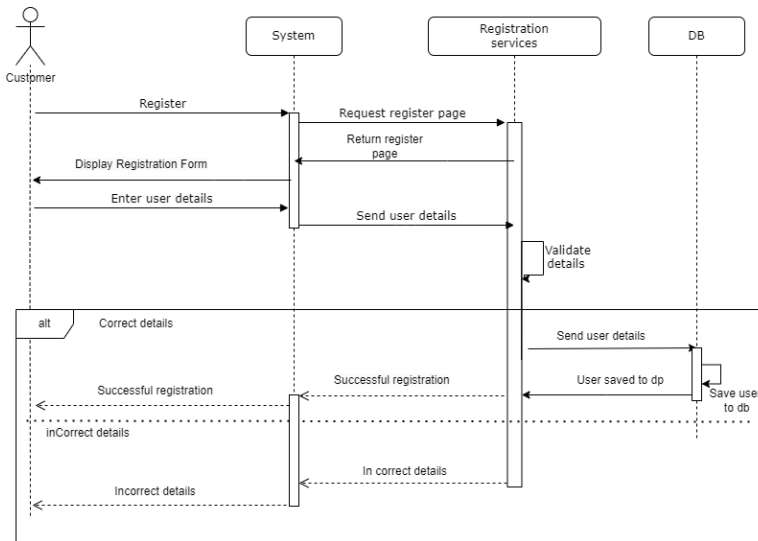 System
Registration
services
DB
Customer
Register
Request register page
Return register
page
Display Registration Form
Enter user details
Send user details
Validate
details
alt
Correct details
Send user details
Successful registration
Successful registration
User saved to dp
Save user
to db
inCorrect details
In correct details
Incorrect details